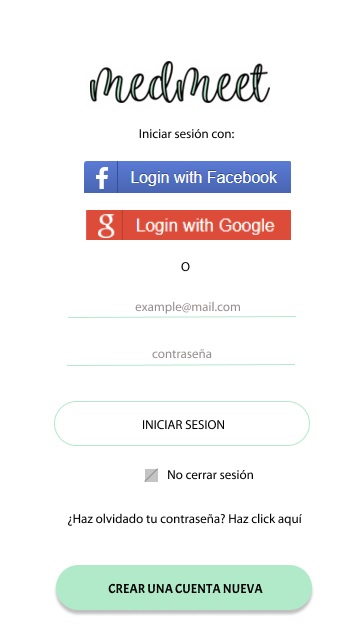 medmeet
Iniciar sesión con:
f Login with Facebook
g Login with Google
O
example@mail.com
contraseña
INICIAR SESION
No cerrar sesión
¿Haz olvidado tu contraseña? Haz click aquí
CREAR UNA CUENTA NUEVA